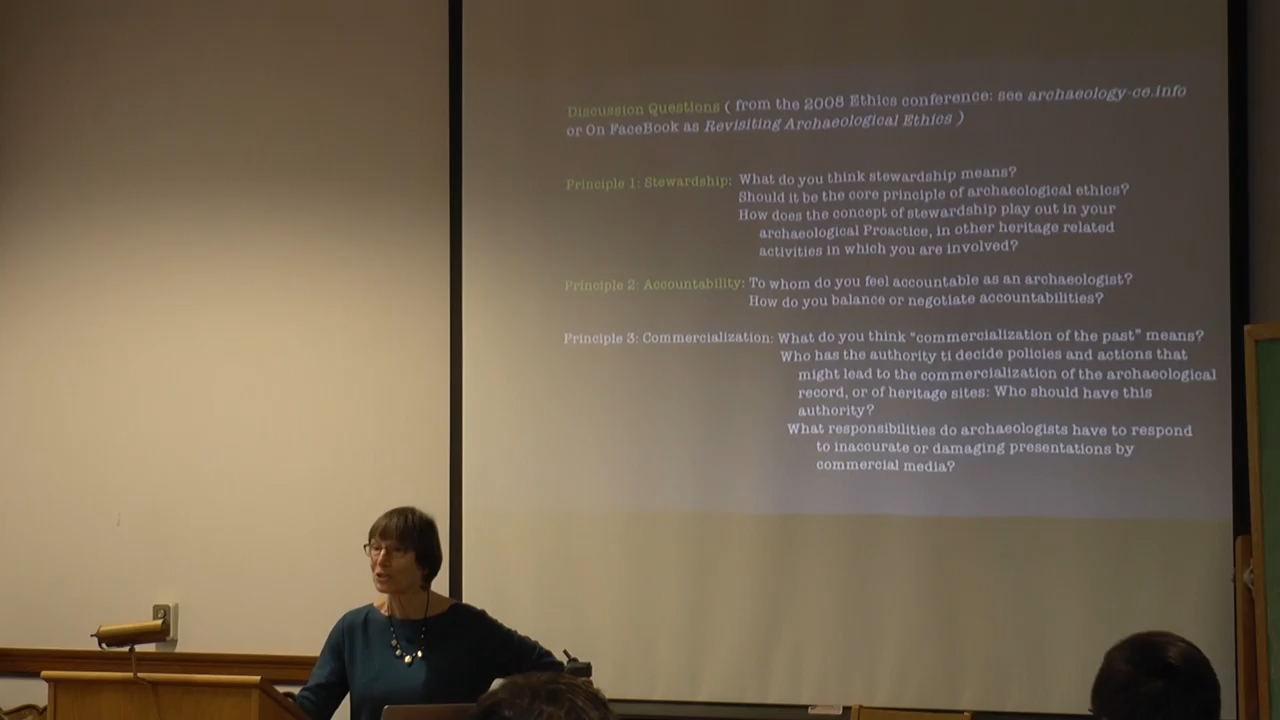 Discussion Questions ( from the 2008 Ethics conference: see archaeology-ce.info
or On FaceBook as Revisiting Archaeological Ethics )
Principle 1: Stewardship: What do you think stewardship means?
Should it be the core principle of archaeological ethics?
How does the concept of stewardship play out in your
archaeological Proactice, in other heritage related
activities in which you are involved?
Principle 2: Accountability: To whom do you feel accountable as an archaeologist?
How do you balance or negotiate accountabilities?
Principle 3: Commercialization: What do you think "commercialization of the past" means?
Who has the authority ti decide policies and actions that
might lead to the commercialization of the archaeological
record, or of heritage sites: Who should have this
authority?
What responsibilities do archaeologists have to respond
to inaccurate or damaging presentations by
commercial media?